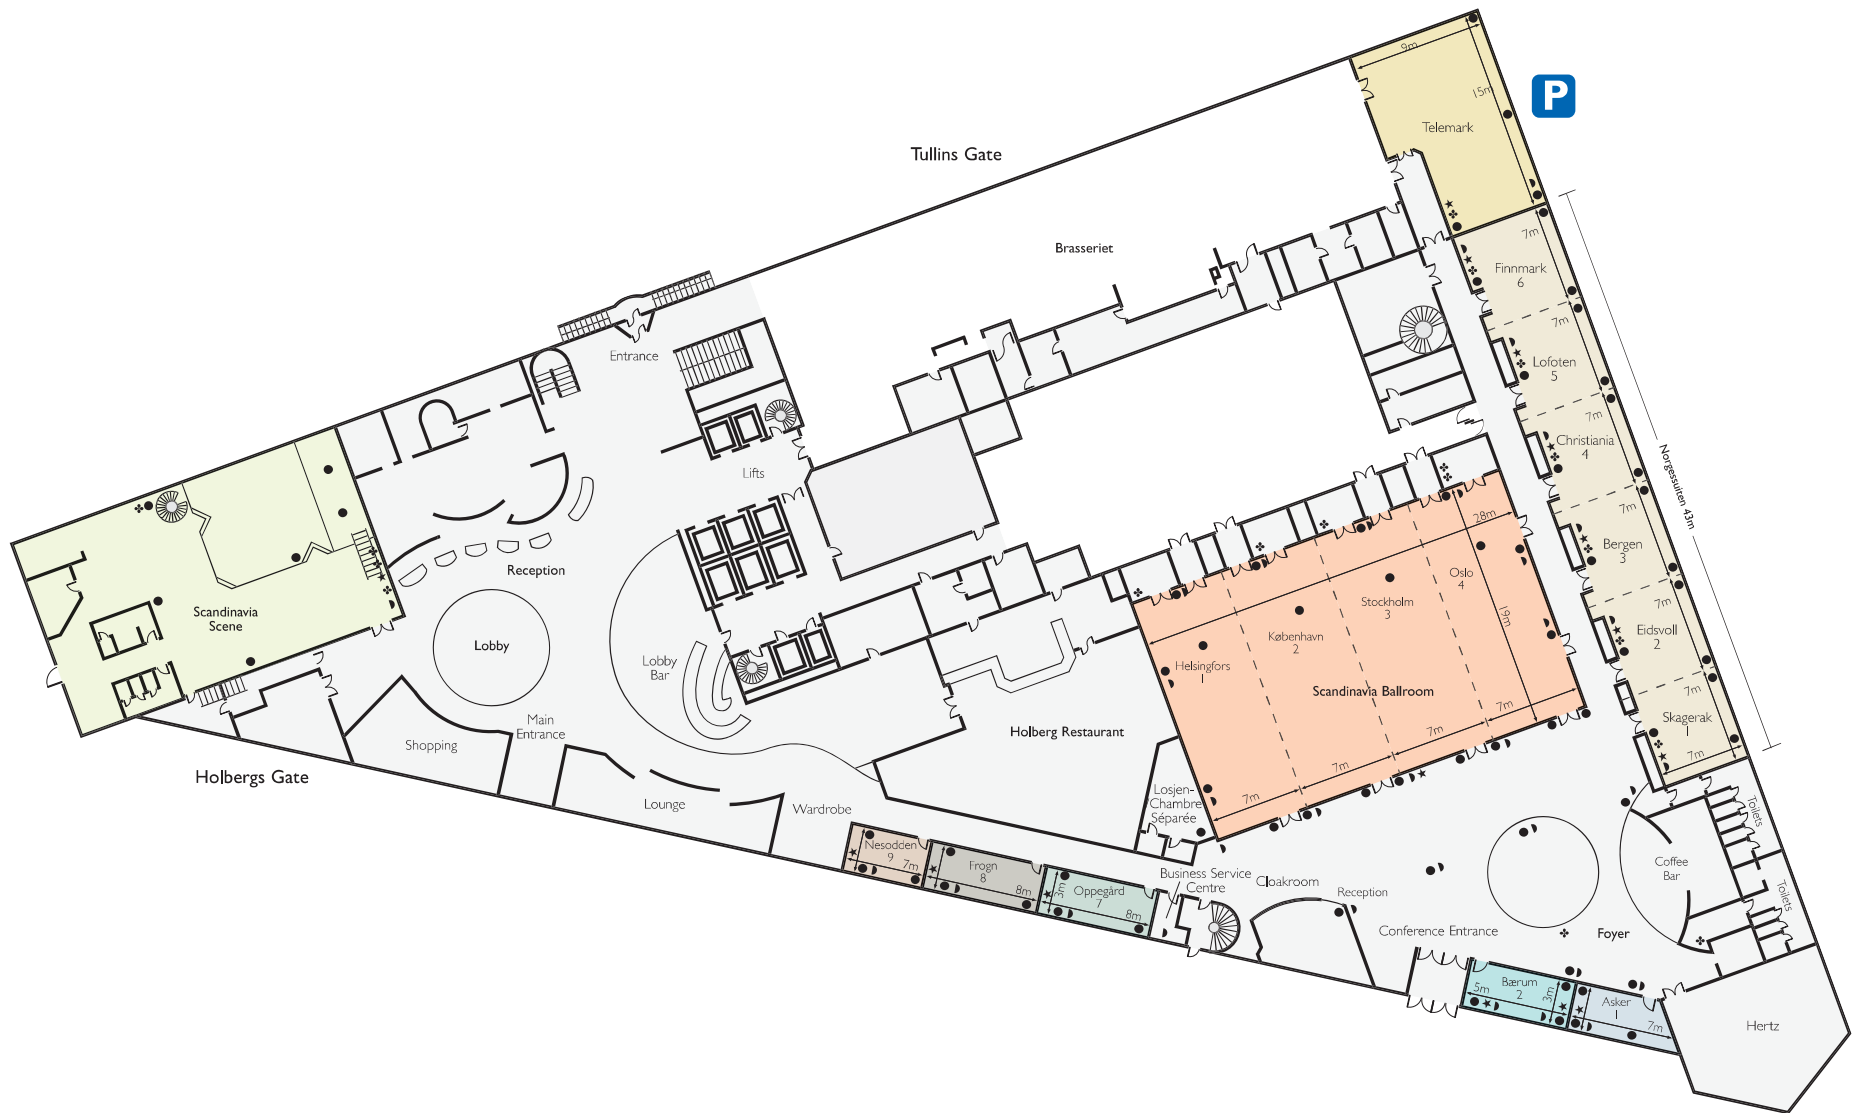 9m
15m
P
Telemark
Tullins Gate
Brasseriet
7m
Finnmark
6
7m
Lofoten
5
7m
Christiania
4
Norgessuiten 43m
7m
Bergen
3
7m
Eidsvoll
2
7m
Skagerak
1
7m
Entrance
Lifts
Reception
Scandinavia
Scene
Lobby
Lobby
Bar
Main
Entrance
Shopping
Holbergs Gate
Lounge
Wardrobe
Holberg Restaurant
28m
Oslo
4
Stockholm
3
19m
København
2
Helsingfors
1
Scandinavia Ballroom
7m
7m
7m
7m
Losjen-
Chambre
Séparée
Nesodden
9
7m
Frogn
8
8m
3m
Oppegård
7
8m
Business Service
Centre
Cloakroom
Reception
Conference Entrance
Foyer
Coffee
Bar
Toilets
Toilets
Bærum
2
5m
3m
Asker
1
7m
Hertz